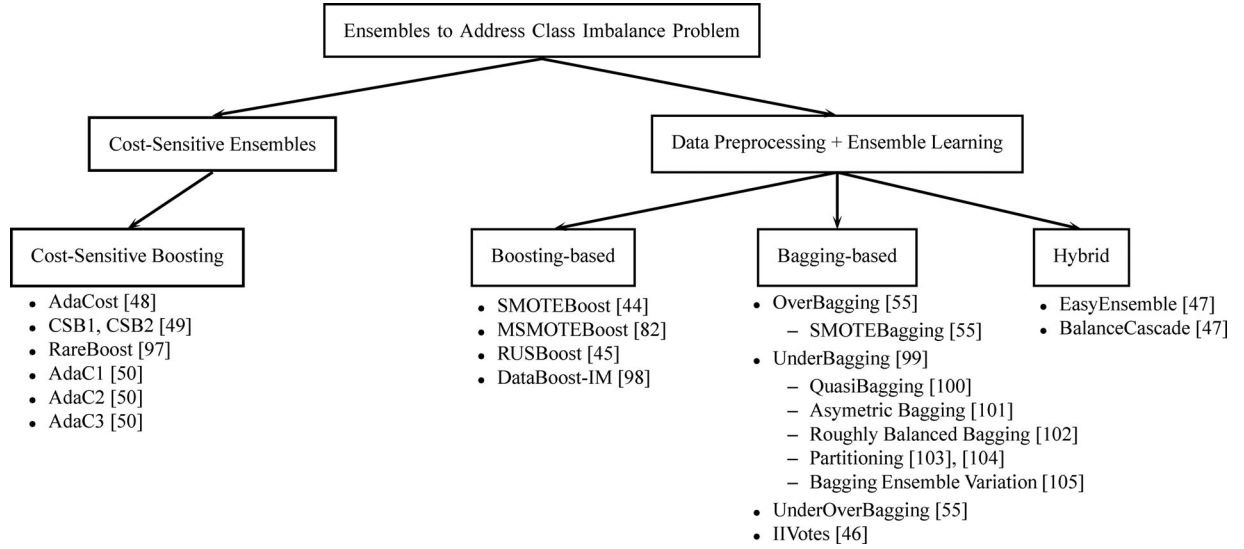 Ensembles to Address Class Imbalance Problem
Cost-Sensitive Ensembles
Data Preprocessing + Ensemble Learning
Cost-Sensitive Boosting
• AdaCost [48]
• CSB1, CSB2 [49]
• RareBoost [97]
• AdaC1 [50]
• AdaC2 [50]
• AdaC3 [50]
Boosting-based
• SMOTEBoost [44]
• MSMOTEBoost [82]
• RUSBoost [45]
• DataBoost-IM [98]
Bagging-based
• OverBagging [55]
– SMOTEBagging [55]
• UnderBagging [99]
– QuasiBagging [100]
– Asymetric Bagging [101]
– Roughly Balanced Bagging [102]
– Partitioning [103], [104]
– Bagging Ensemble Variation [105]
• UnderOverBagging [55]
• IIVotes [46]
Hybrid
• EasyEnsemble [47]
• BalanceCascade [47]